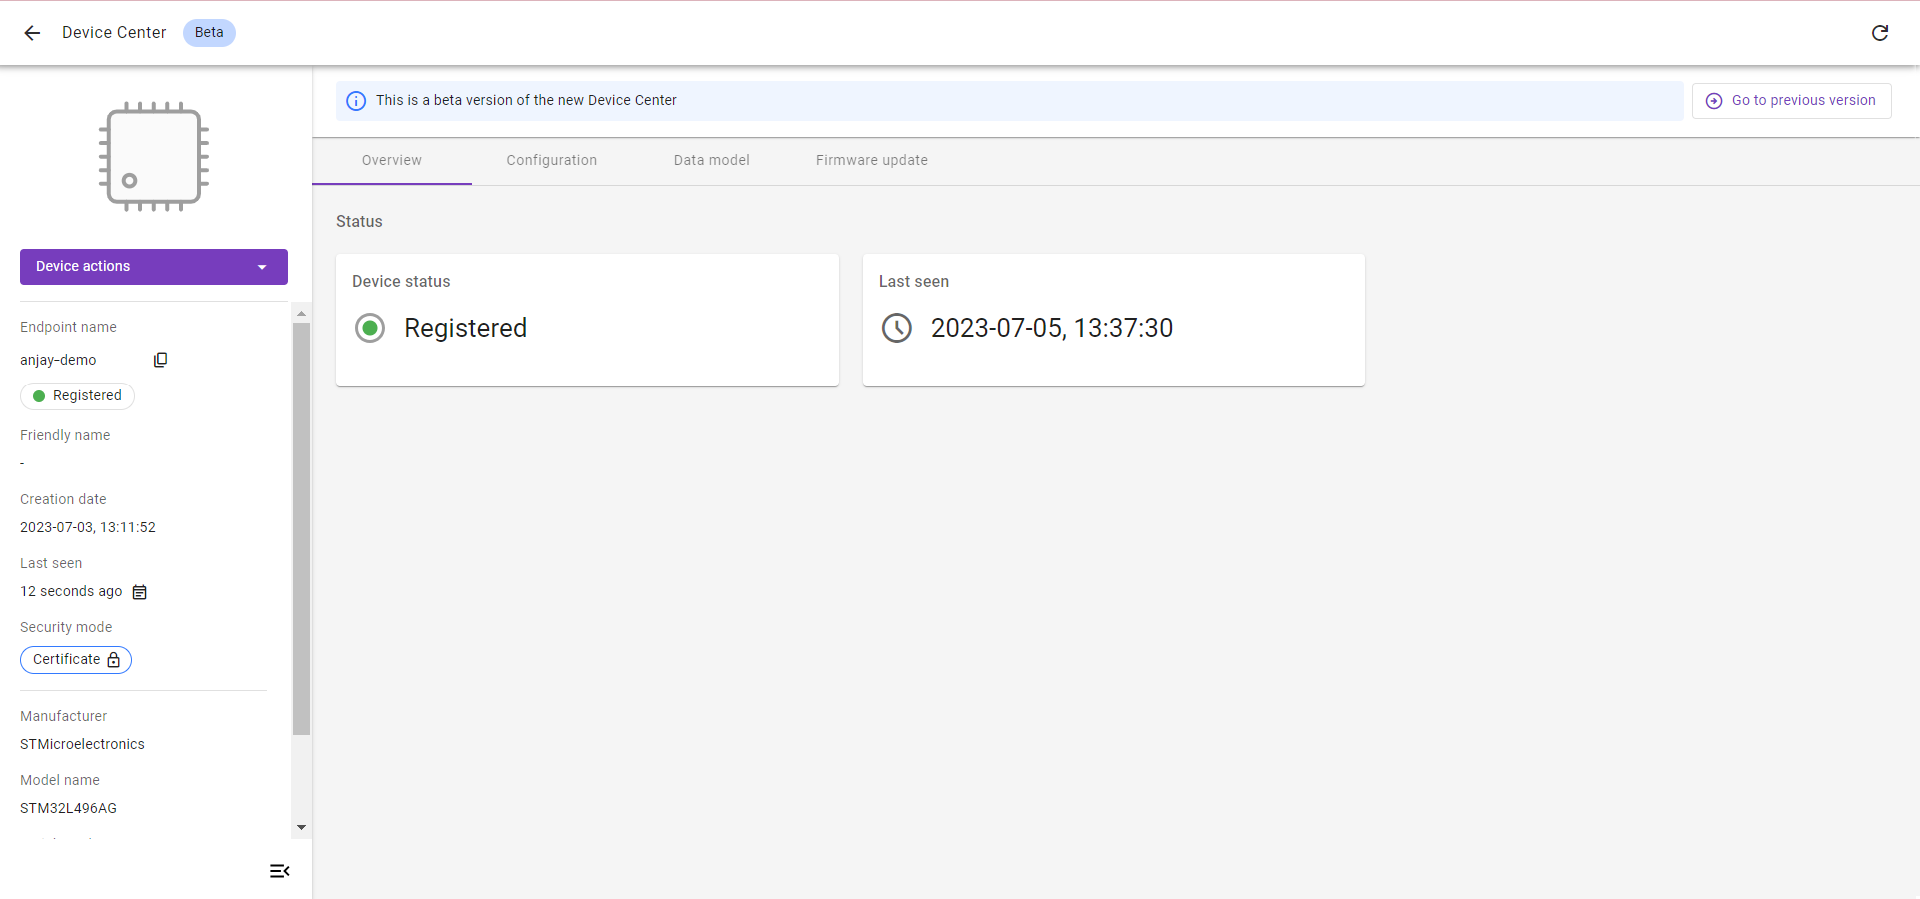 Device Center
Beta
This is a beta version of the new Device Center
Go to previous version
Overview
Configuration
Data model
Firmware update
Device actions
Endpoint name
anjay-demo
Registered
Friendly name
-
Creation date
2023-07-03, 13:11:52
Last seen
12 seconds ago
Security mode
Certificate
Manufacturer
STMicroelectronics
Model name
STM32L496AG
Status
Device status
Registered
Last seen
2023-07-05, 13:37:30